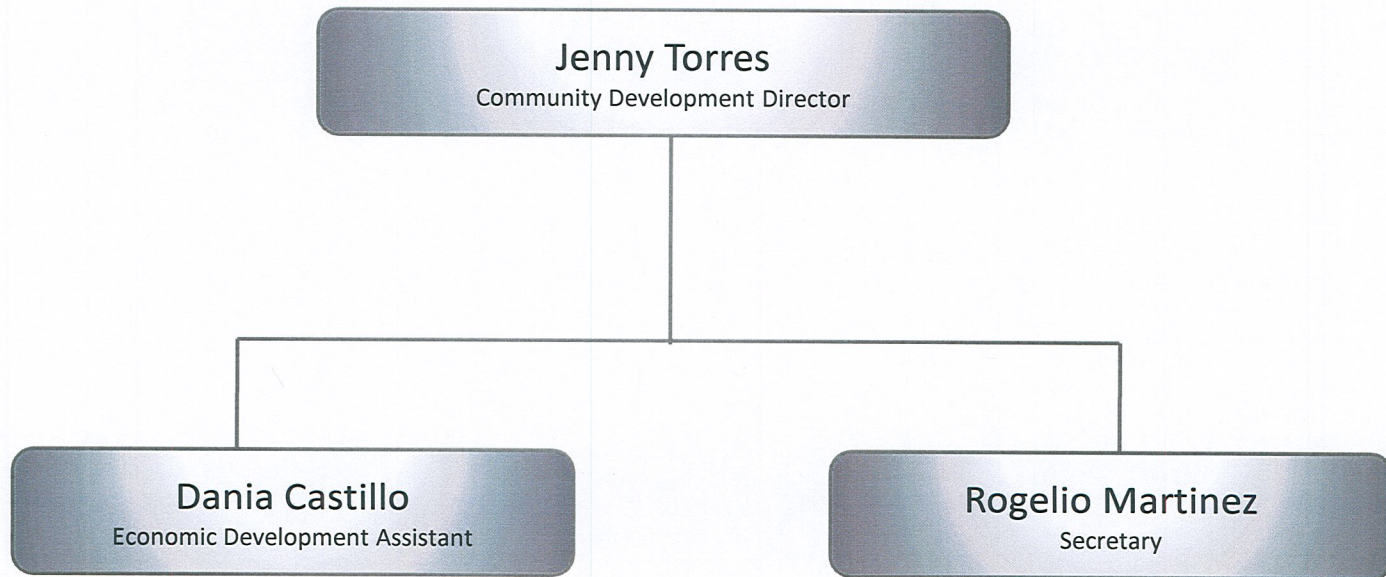 Jenny Torres
Community Development Director
Dania Castillo
Economic Development Assistant
Rogelio Martinez
Secretary